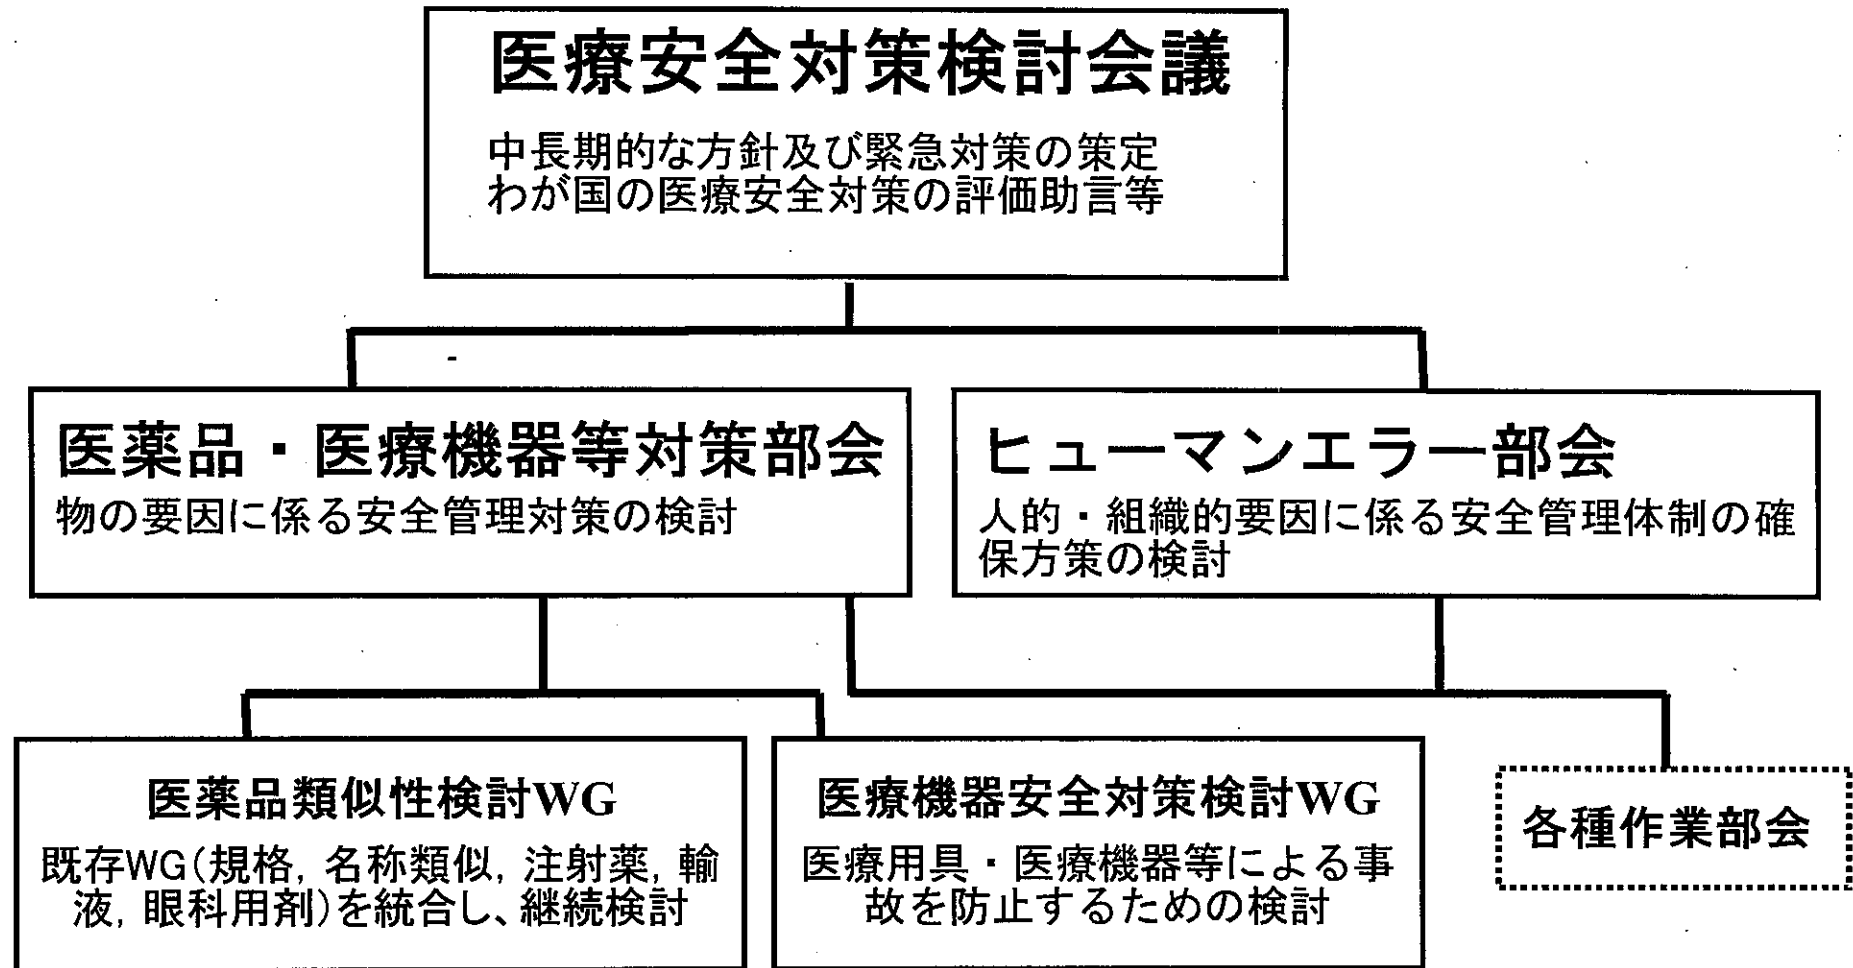 医療安全対策検討会議
中長期的な方針及び緊急対策の策定
わが国の医療安全対策の評価助言等
医薬品・医療機器等対策部会
物の要因に係る安全管理対策の検討
ヒューマンエラー部会
人的・組織的要因に係る安全管理体制の確
保方策の検討
医薬品類似性検討WG
既存WG(規格, 名称類似, 注射薬, 輸
液, 眼科用剤)を統合し、継続検討
医療機器安全対策検討WG
医療用具・医療機器等による事
故を防止するための検討
各種作業部会